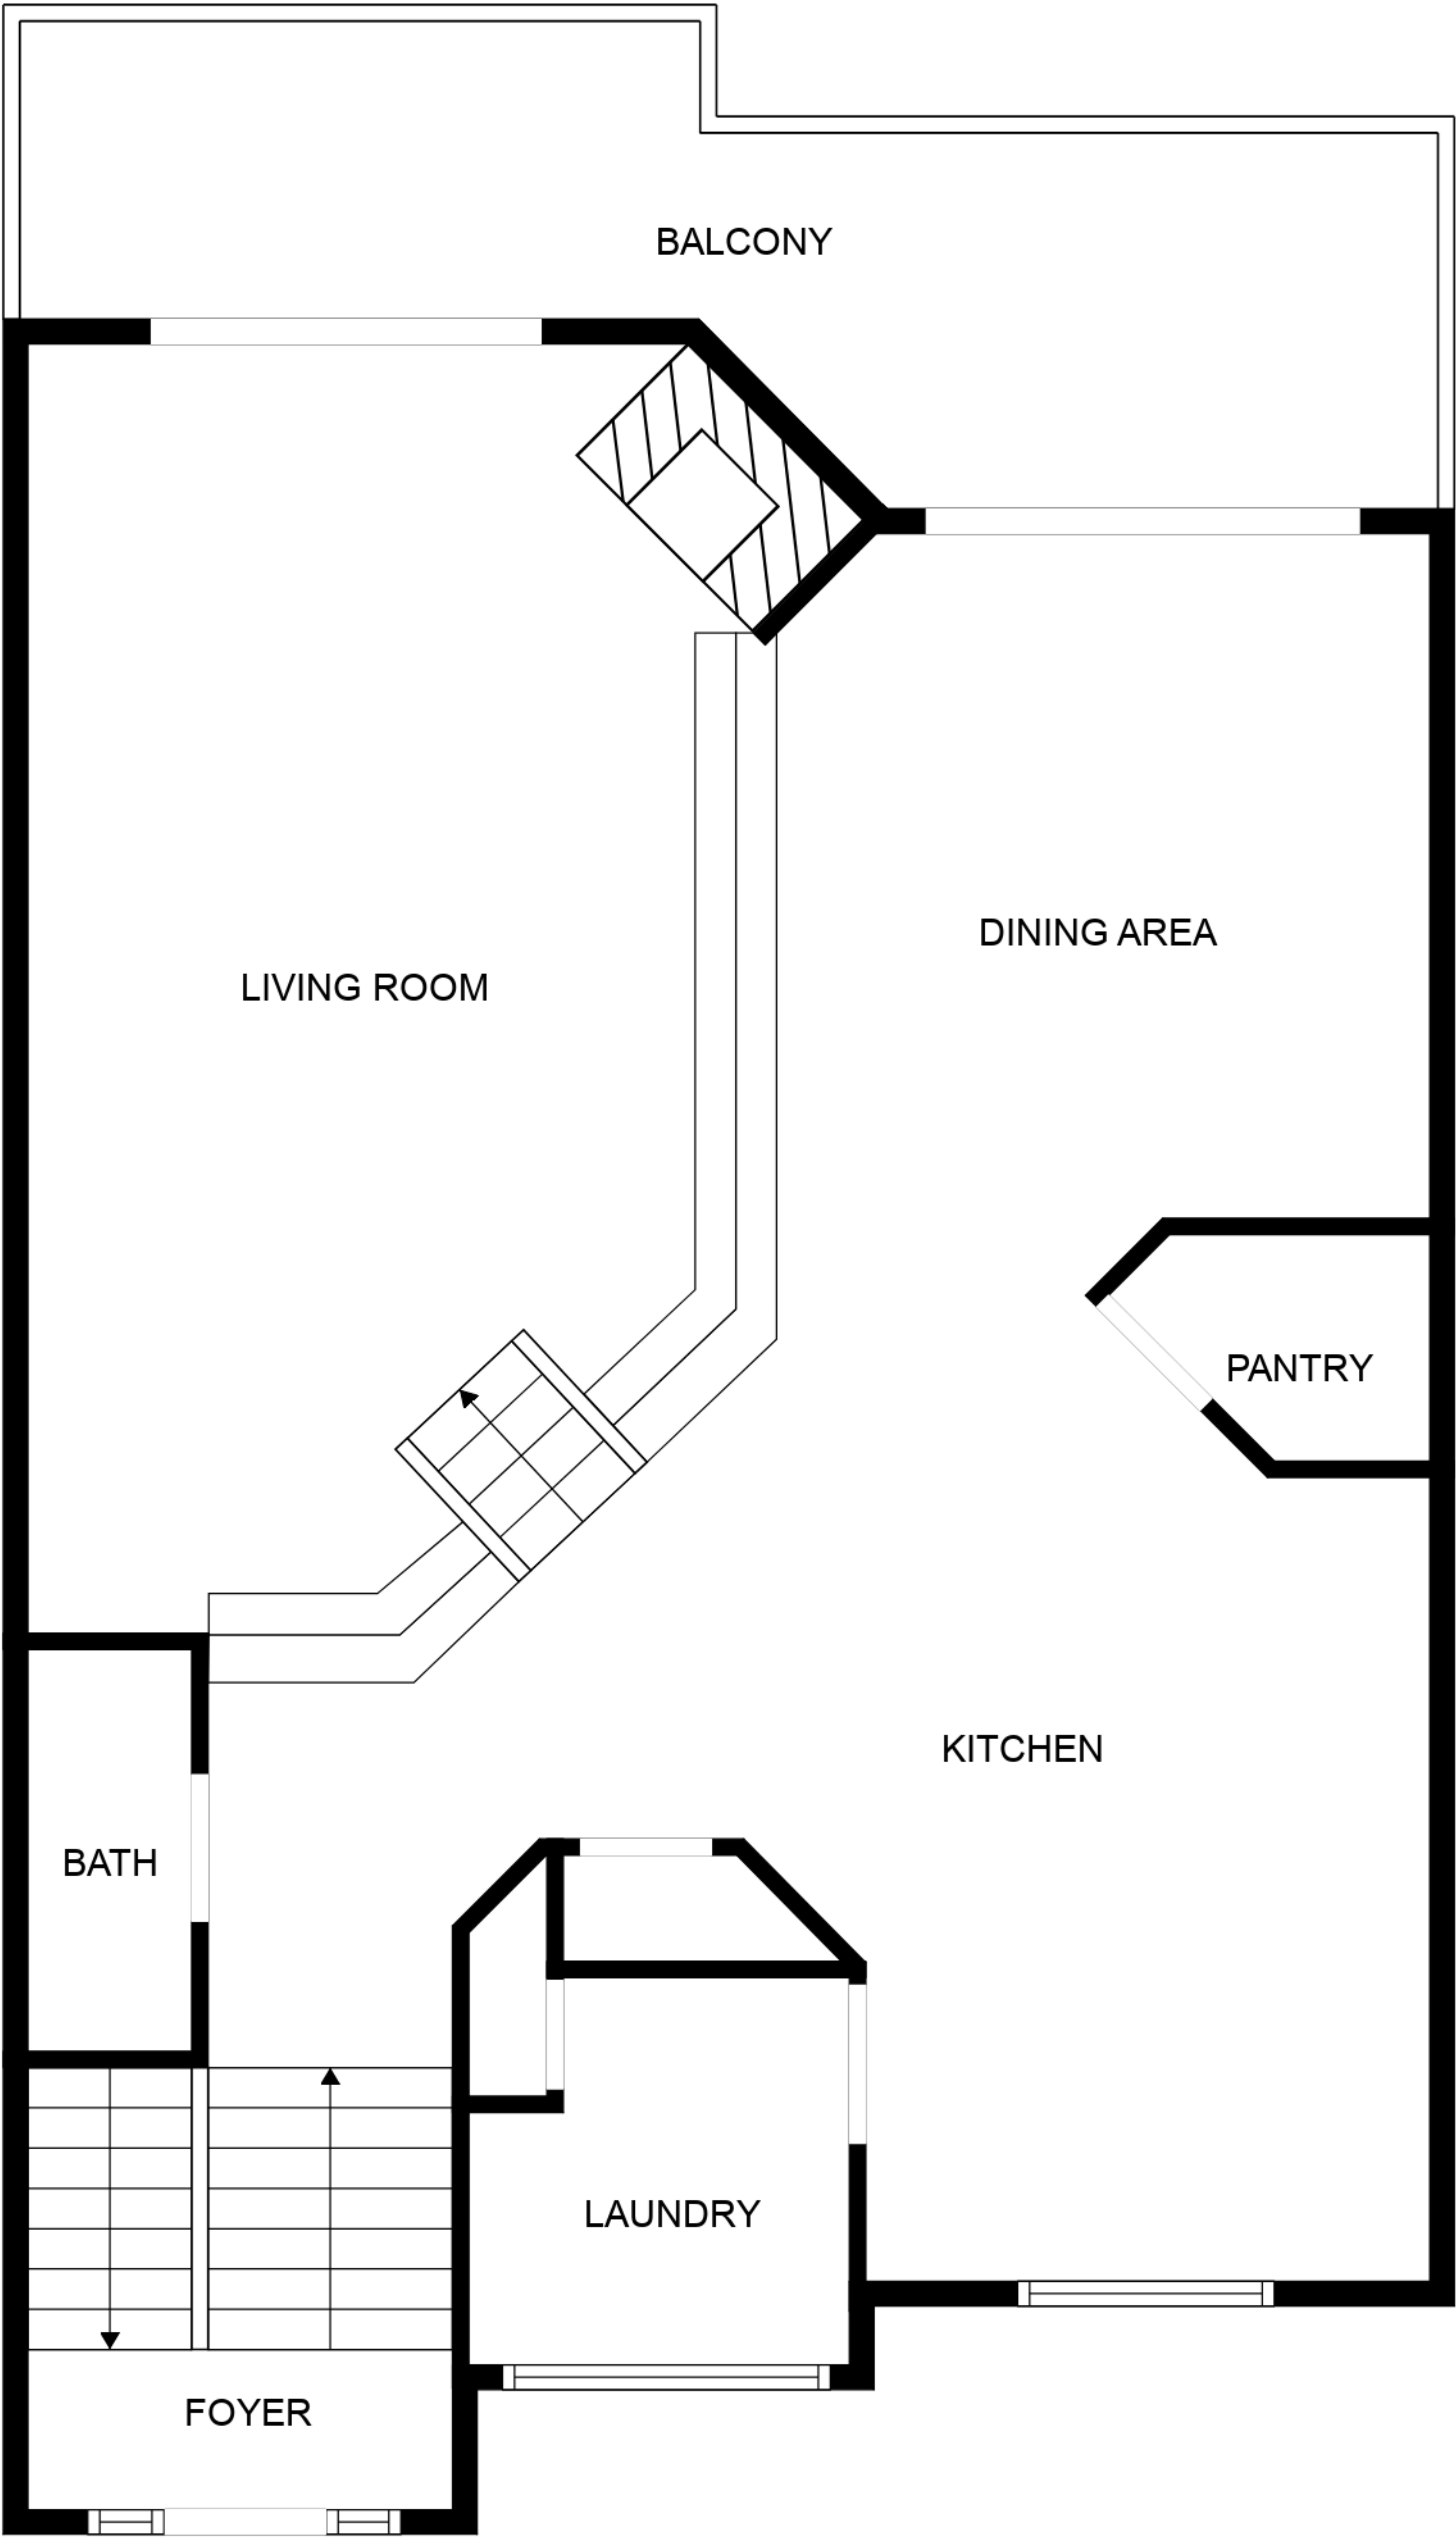 BALCONY
DINING AREA
LIVING ROOM
PANTRY
KITCHEN
BATH
LAUNDRY
FOYER